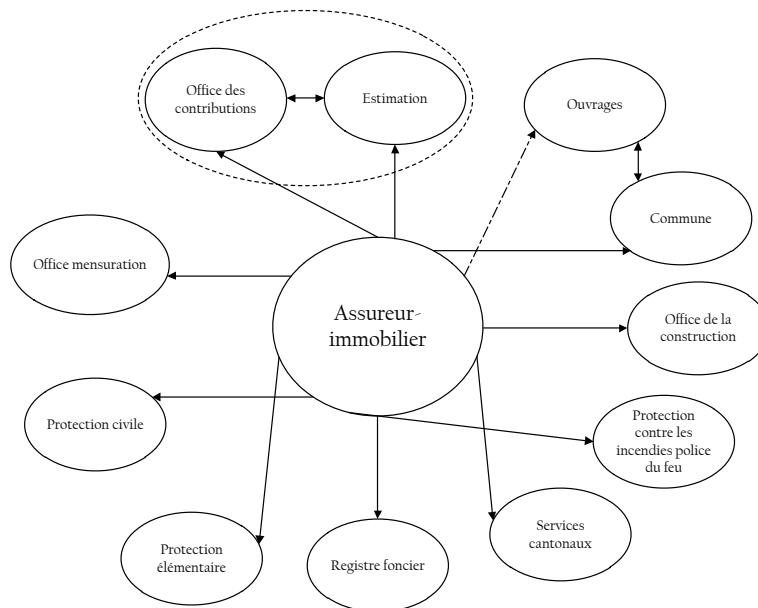 Office des
contributions
Estimation
Ouvrages
Commune
Office mensuration
Assureur-
immobilier
Office de la
construction
Protection civile
Protection
contre les
incendies police
du feu
Protection
élémentaire
Registre foncier
Services
cantonaux